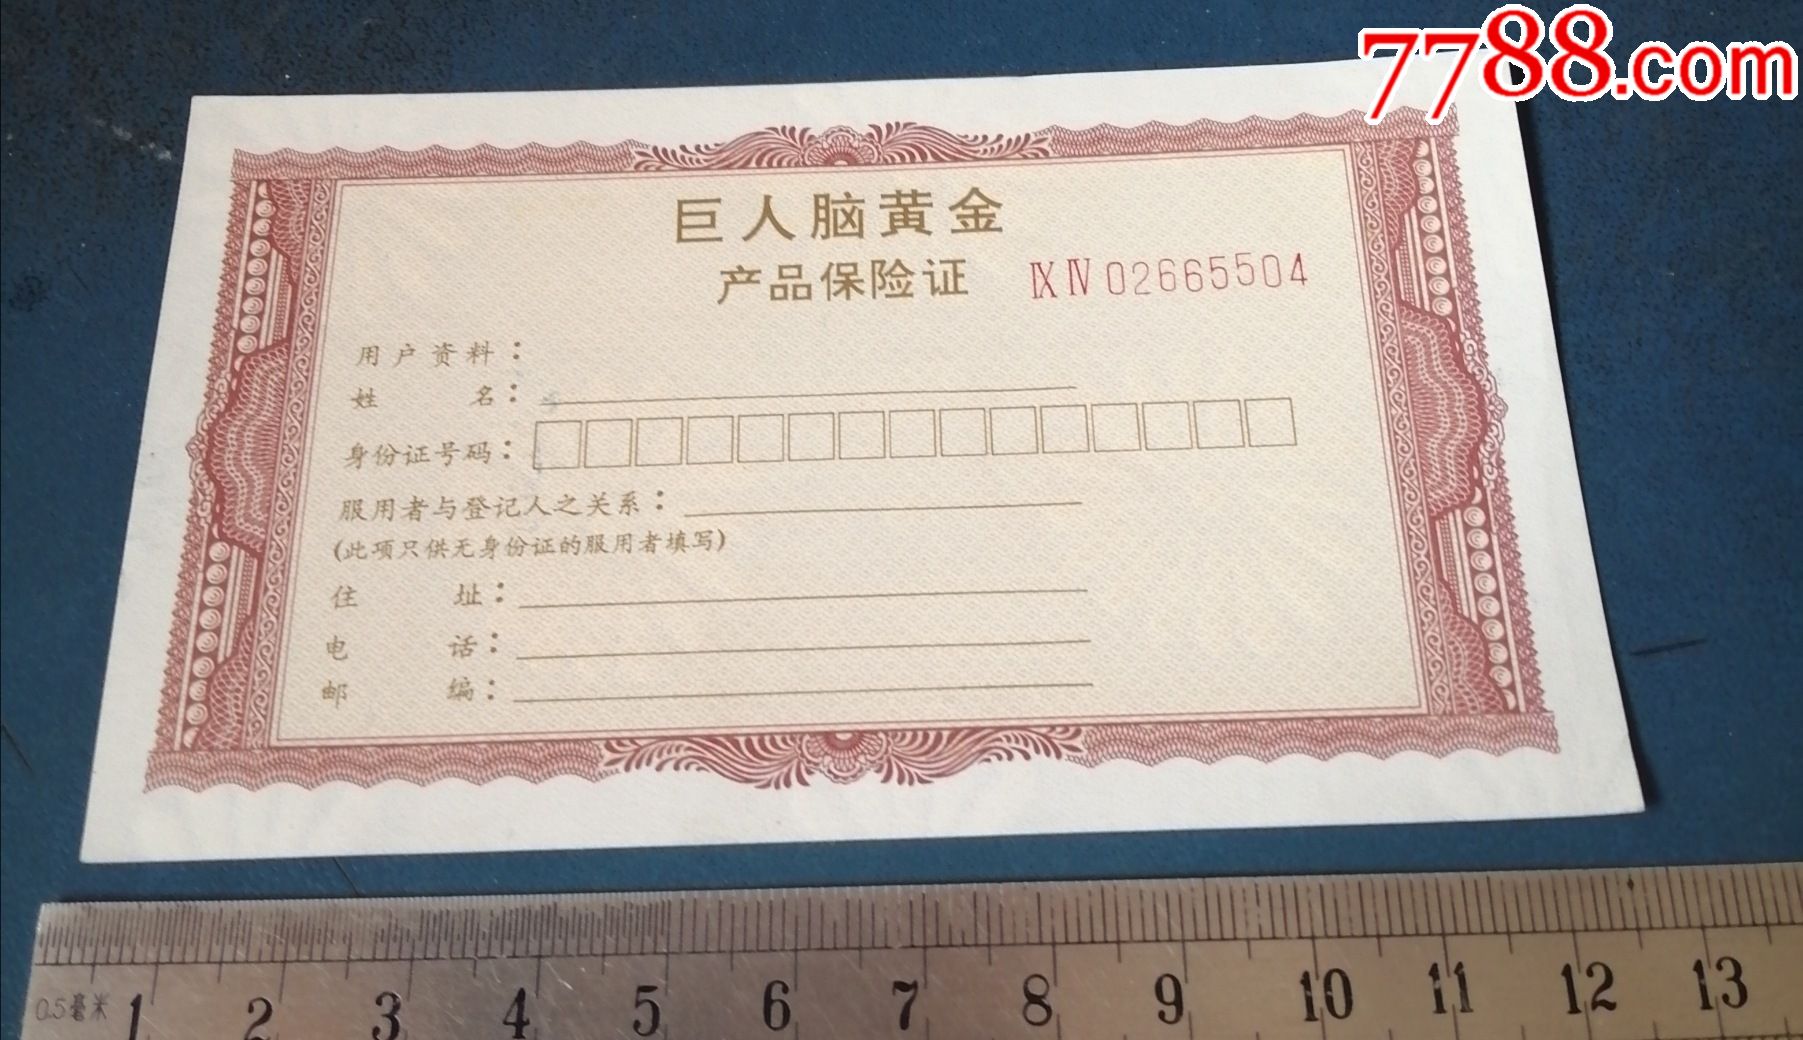 7788.com
巨人脑黄金
产品保险证 ⅨⅣ02665504
用户资料：
姓 名：
身份证号码：
服用者与登记人之关系：
(此项只供无身份证的服用者填写)
住 址：
电 话：
邮 编：
0.5毫米 1 2 3 4 5 6 7 8 9 10 11 12 13